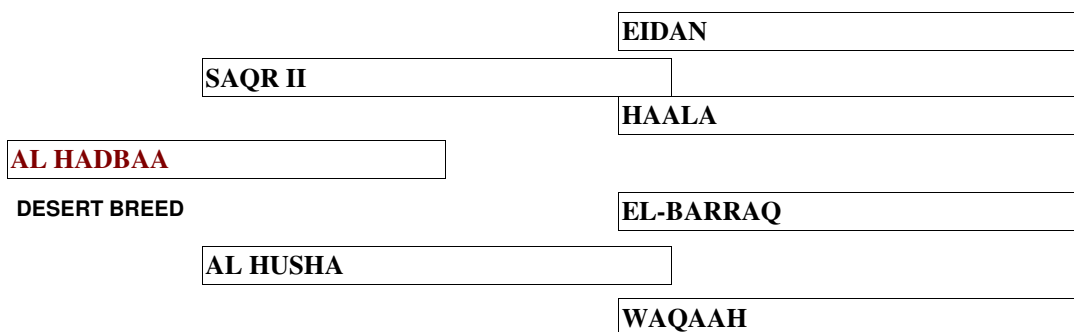 EIDAN
SAQR II
HAALA
AL HADBAA
DESERT BREED
EL-BARRAQ
AL HUSHA
WAQAAH